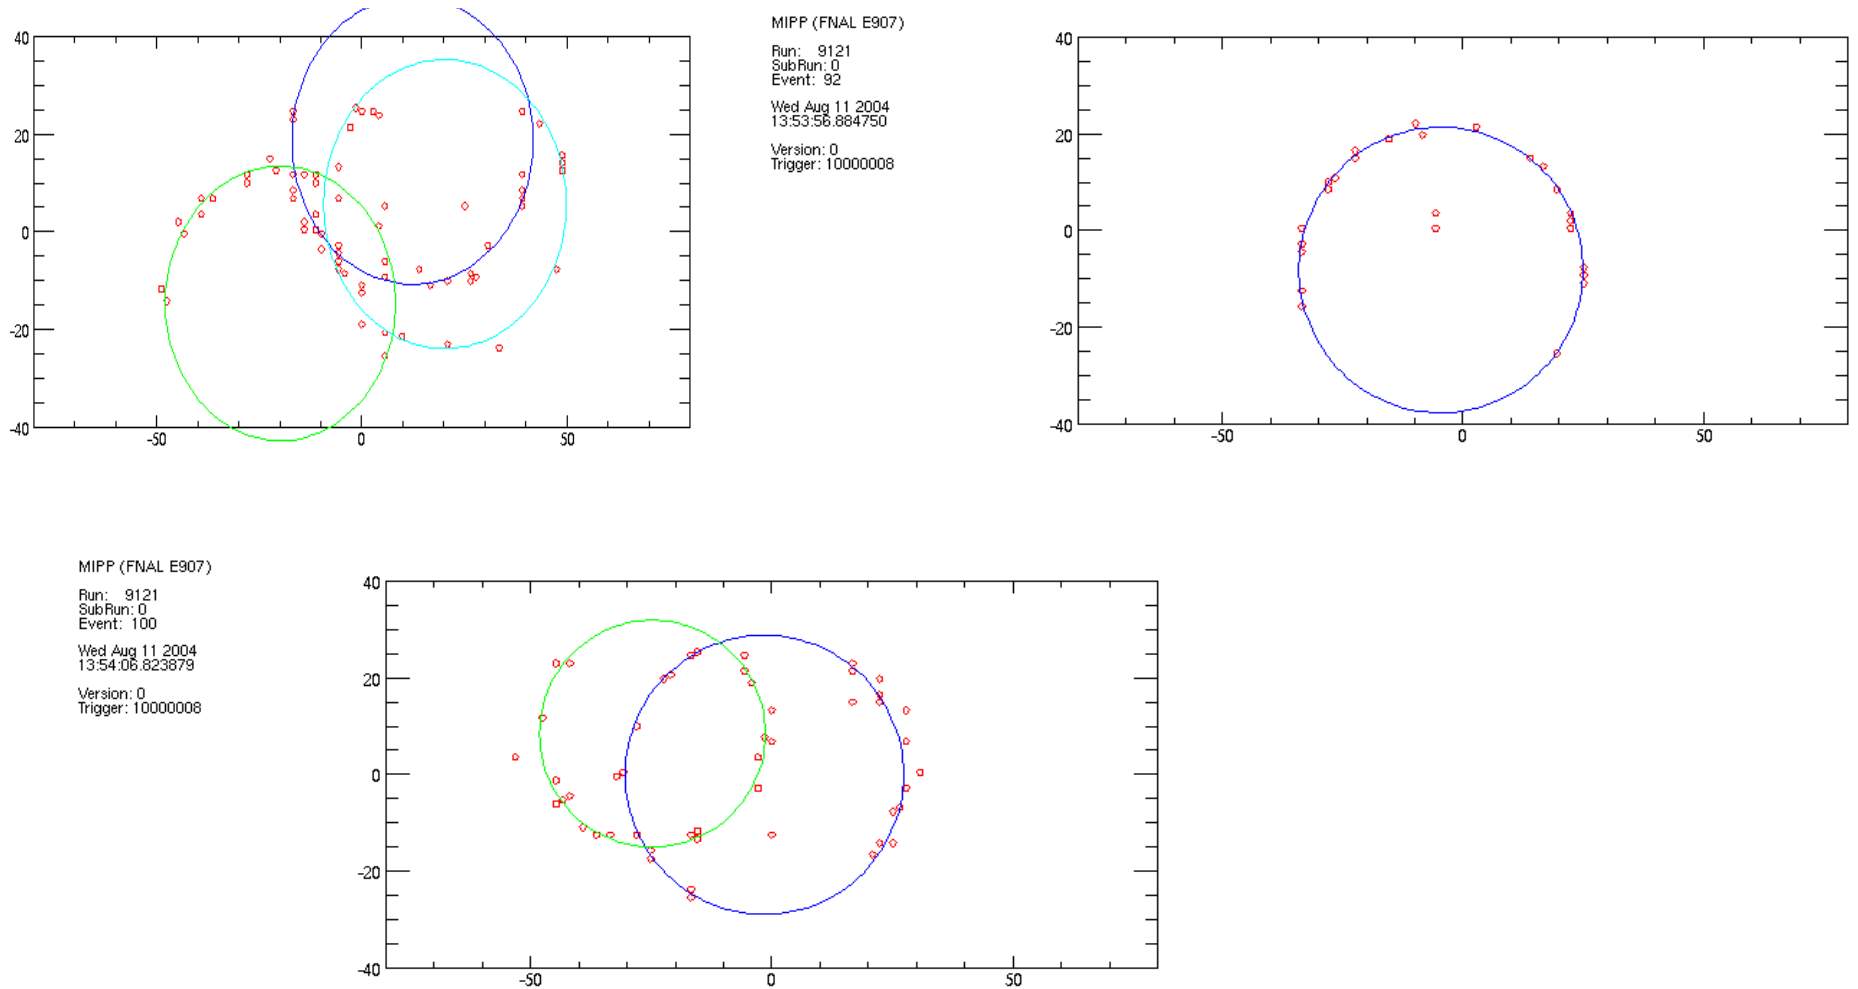 MIPP (FNAL E907)
Run: 9121
SubRun: 0
Event: 92
Wed Aug 11 2004
13:53:56.884750
Version: 0
Trigger: 10000008
40
20
0
-20
-40
-50 0 50
40
20
0
-20
-40
-50 0 50
MIPP (FNAL E907)
Run: 9121
SubRun: 0
Event: 100
Wed Aug 11 2004
13:54:06.823879
Version: 0
Trigger: 10000008
40
20
0
-20
-40
-50 0 50